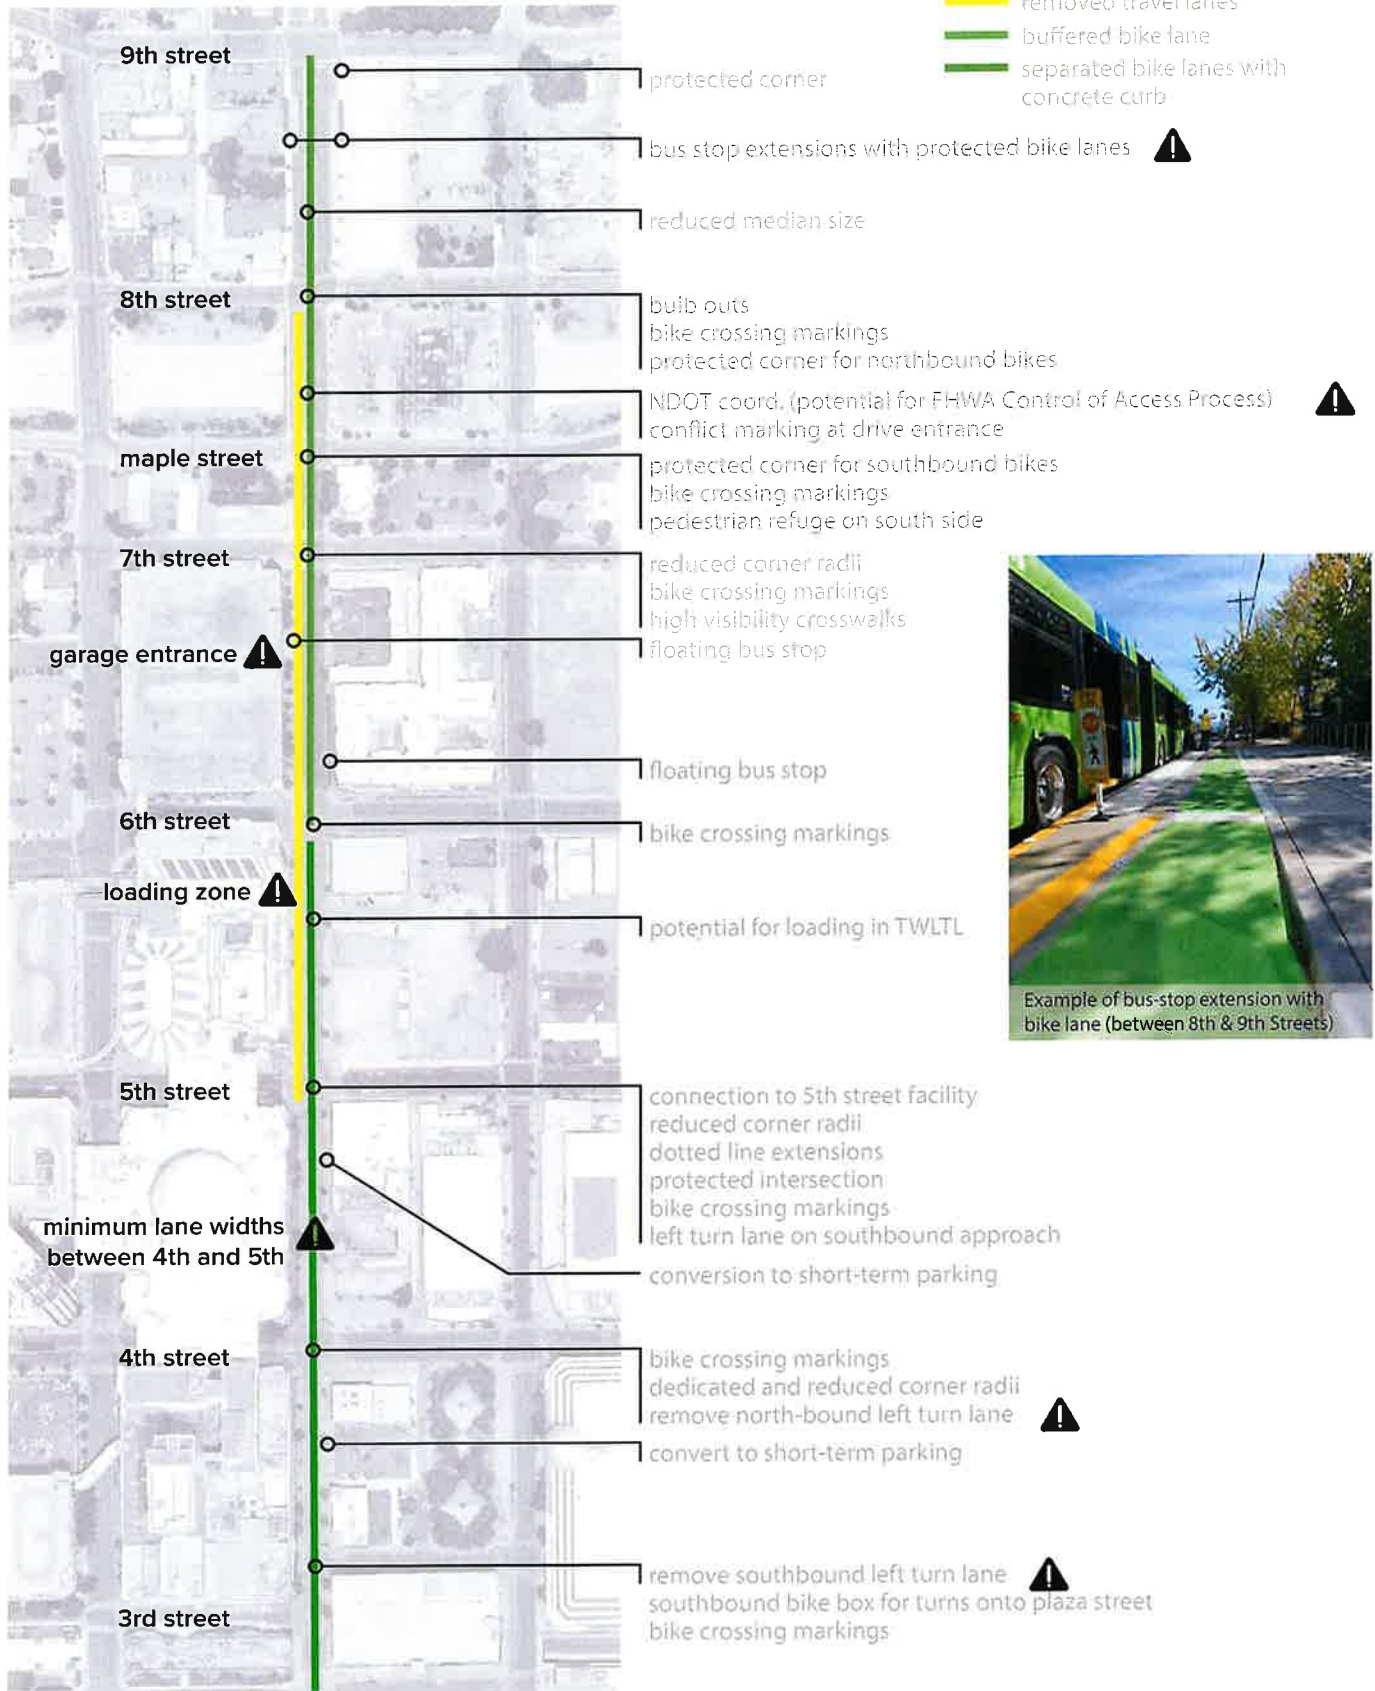 removed travel lanes
buffered bike lane
separated bike lanes with
concrete curb
9th street
protected corner
bus stop extensions with protected bike lanes
reduced median size
8th street
bulb outs
bike crossing markings
protected corner for northbound bikes
NDOT coord. (potential for FHWA Control of Access Process)
conflict marking at drive entrance
maple street
protected corner for southbound bikes
bike crossing markings
pedestrian refuge on south side
7th street
reduced corner radii
bike crossing markings
high visibility crosswalks
garage entrance
floating bus stop
floating bus stop
6th street
bike crossing markings
loading zone
potential for loading in TWLTL
Example of bus-stop extension with
bike lane (between 8th & 9th Streets)
5th street
connection to 5th street facility
reduced corner radii
dotted line extensions
protected intersection
bike crossing markings
left turn lane on southbound approach
minimum lane widths
between 4th and 5th
conversion to short-term parking
4th street
bike crossing markings
dedicated and reduced corner radii
remove north-bound left turn lane
convert to short-term parking
remove southbound left turn lane
southbound bike box for turns onto plaza street
bike crossing markings
3rd street